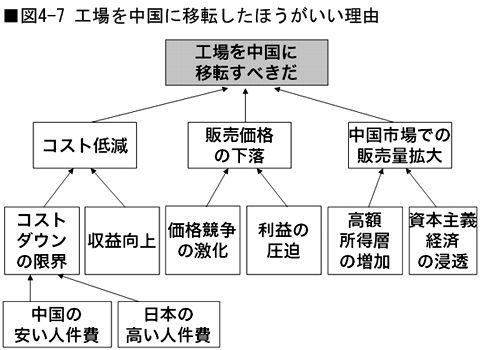 ■図4-7 工場を中国に移転したほうがいい理由
工場を中国に
移転すべきだ
コスト低減
販売価格
の下落
中国市場での
販売量拡大
コスト
ダウン
の限界
収益向上
価格競争
の激化
利益の
圧迫
高額
所得層
の増加
資本主義
経済
の浸透
中国の
安い人件費
日本の
高い人件費